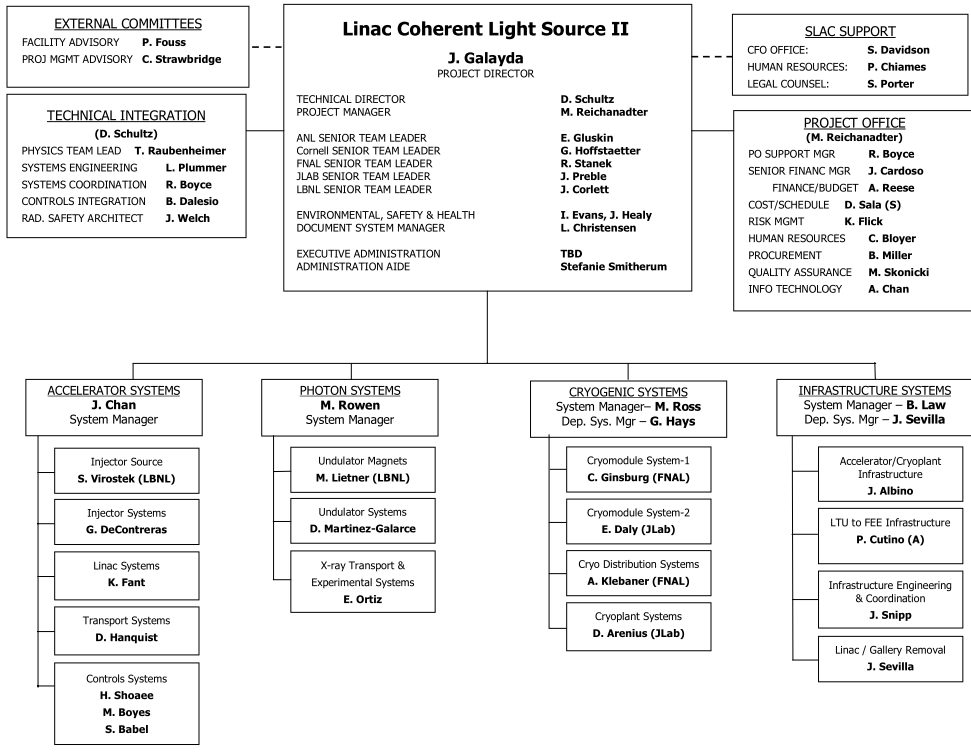 EXTERNAL COMMITTEES
FACILITY ADVISORY P. Fouss
PROJ MGMT ADVISORY C. Strawbridge
Linac Coherent Light Source II
J. Galayda
PROJECT DIRECTOR
TECHNICAL DIRECTOR D. Schultz
PROJECT MANAGER M. Reichanadter
ANL SENIOR TEAM LEADER E. Gluskin
Cornell SENIOR TEAM LEADER G. Hoffstaetter
FNAL SENIOR TEAM LEADER R. Stanek
JLAB SENIOR TEAM LEADER J. Preble
LBNL SENIOR TEAM LEADER J. Corlett
ENVIRONMENTAL, SAFETY & HEALTH I. Evans, J. Healy
DOCUMENT SYSTEM MANAGER L. Christensen
EXECUTIVE ADMINISTRATION TBD
ADMINISTRATION AIDE Stefanie Smitherum
SLAC SUPPORT
CFO OFFICE: S. Davidson
HUMAN RESOURCES: P. Chiames
LEGAL COUNSEL: S. Porter
TECHNICAL INTEGRATION
(D. Schultz)
PHYSICS TEAM LEAD T. Raubenheimer
SYSTEMS ENGINEERING L. Plummer
SYSTEMS COORDINATION R. Boyce
CONTROLS INTEGRATION B. Dalesio
RAD. SAFETY ARCHITECT J. Welch
PROJECT OFFICE
(M. Reichanadter)
PO SUPPORT MGR R. Boyce
SENIOR FINANC MGR J. Cardoso
FINANCE/BUDGET A. Reese
COST/SCHEDULE D. Sala (S)
RISK MGMT K. Flick
HUMAN RESOURCES C. Bloyer
PROCUREMENT B. Miller
QUALITY ASSURANCE M. Skonicki
INFO TECHNOLOGY A. Chan
ACCELERATOR SYSTEMS
J. Chan
System Manager
Injector Source
S. Virostek (LBNL)
Injector Systems
G. DeContreras
Linac Systems
K. Fant
Transport Systems
D. Hanquist
Controls Systems
H. Shoaee
M. Boyes
S. Babel
PHOTON SYSTEMS
M. Rowen
System Manager
Undulator Magnets
M. Lietner (LBNL)
Undulator Systems
D. Martinez-Galarce
X-ray Transport &
Experimental Systems
E. Ortiz
CRYOGENIC SYSTEMS
System Manager– M. Ross
Dep. Sys. Mgr – G. Hays
Cryomodule System-1
C. Ginsburg (FNAL)
Cryomodule System-2
E. Daly (JLab)
Cryo Distribution Systems
A. Klebaner (FNAL)
Cryoplant Systems
D. Arenius (JLab)
INFRASTRUCTURE SYSTEMS
System Manager – B. Law
Dep. Sys. Mgr – J. Sevilla
Accelerator/Cryoplant
Infrastructure
J. Albino
LTU to FEE Infrastructure
P. Cutino (A)
Infrastructure Engineering
& Coordination
J. Snipp
Linac / Gallery Removal
J. Sevilla